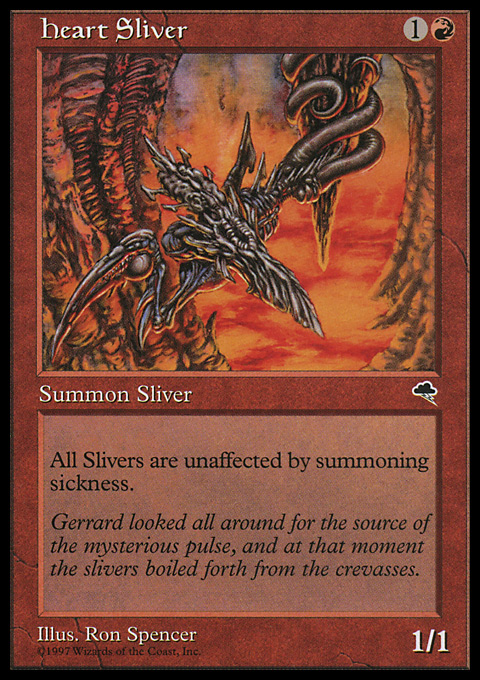 Heart Sliver 1
Summon Sliver
All Slivers are unaffected by summoning
sickness.
Gerrard looked all around for the source of
the mysterious pulse, and at that moment
the slivers boiled forth from the crevasses.
Illus. Ron Spencer
©1997 Wizards of the Coast, Inc.
1/1